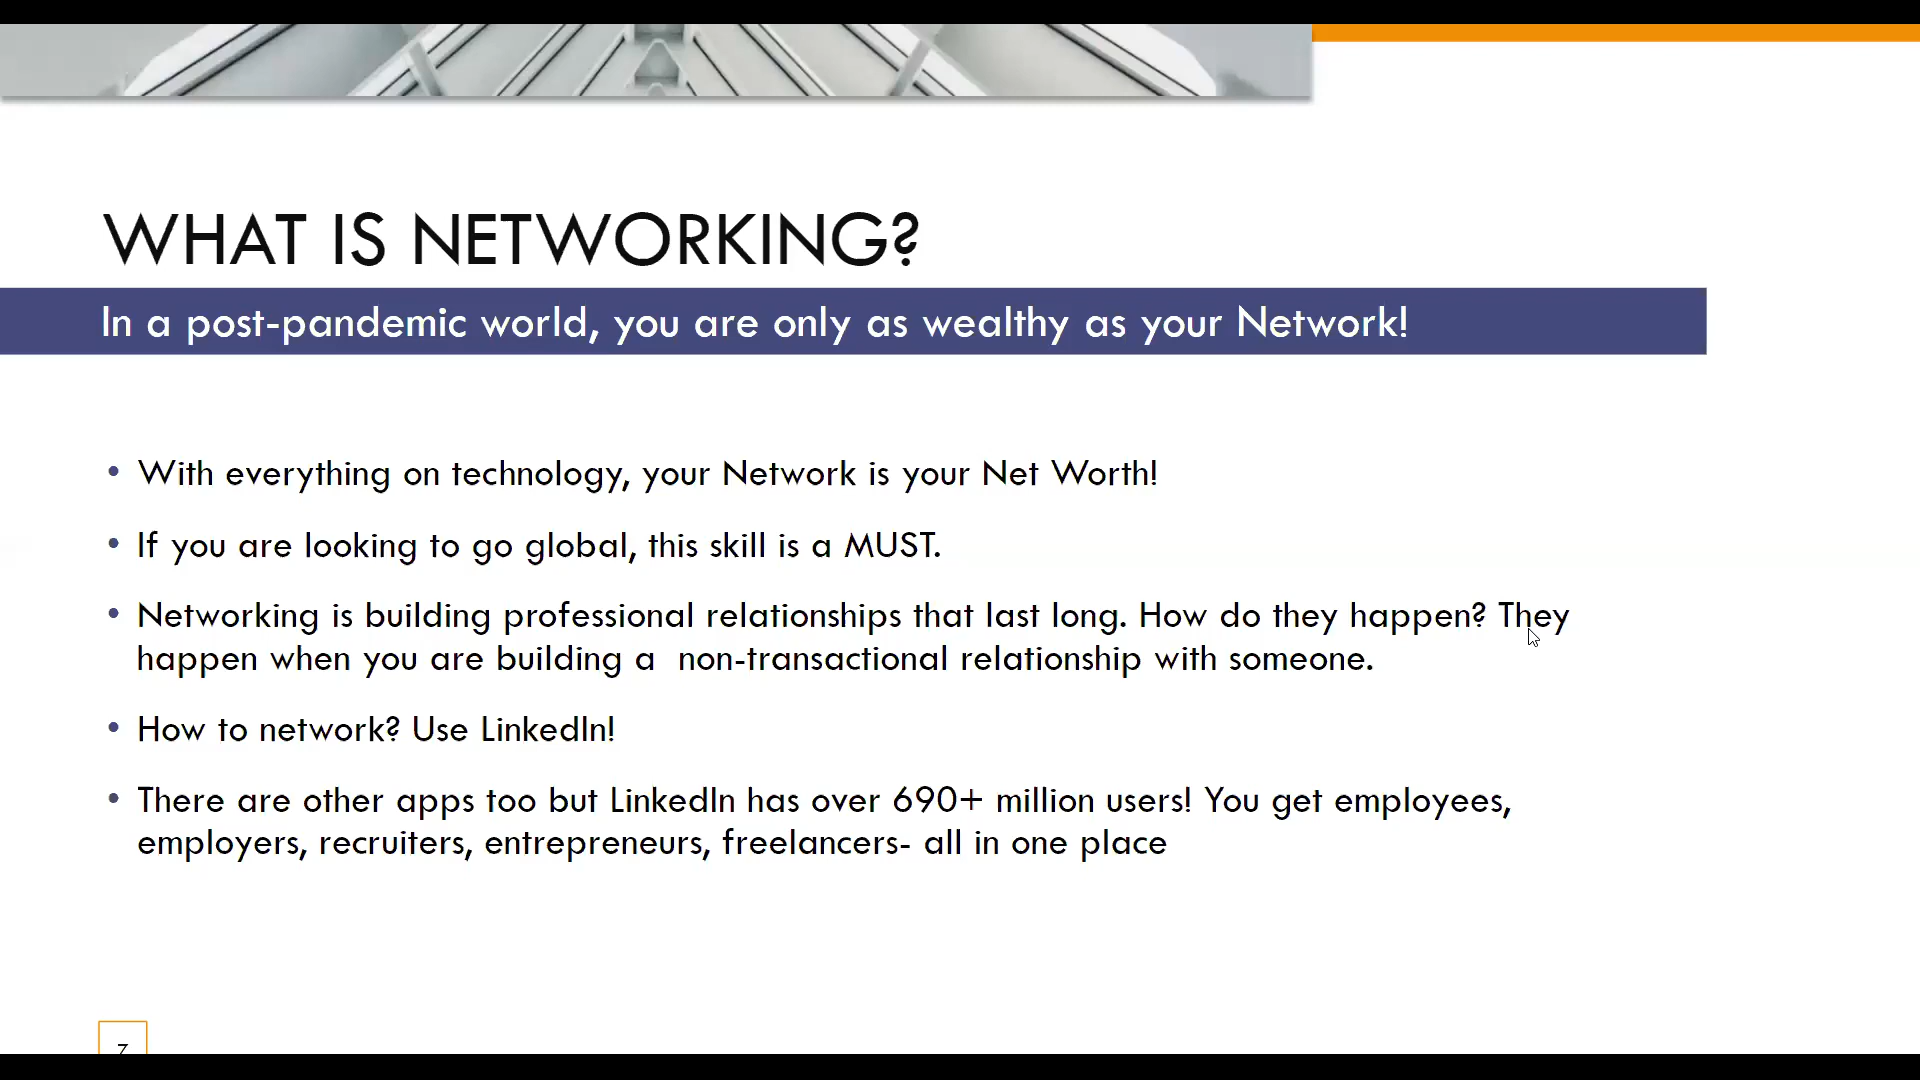 WHAT IS NETWORKING?
In a post-pandemic world, you are only as wealthy as your Network!
• With everything on technology, your Network is your Net Worth!
• If you are looking to go global, this skill is a MUST.
• Networking is building professional relationships that last long. How do they happen? They
happen when you are building a  non-transactional relationship with someone.
• How to network? Use LinkedIn!
• There are other apps too but LinkedIn has over 690+ million users! You get employees,
employers, recruiters, entrepreneurs, freelancers- all in one place
7